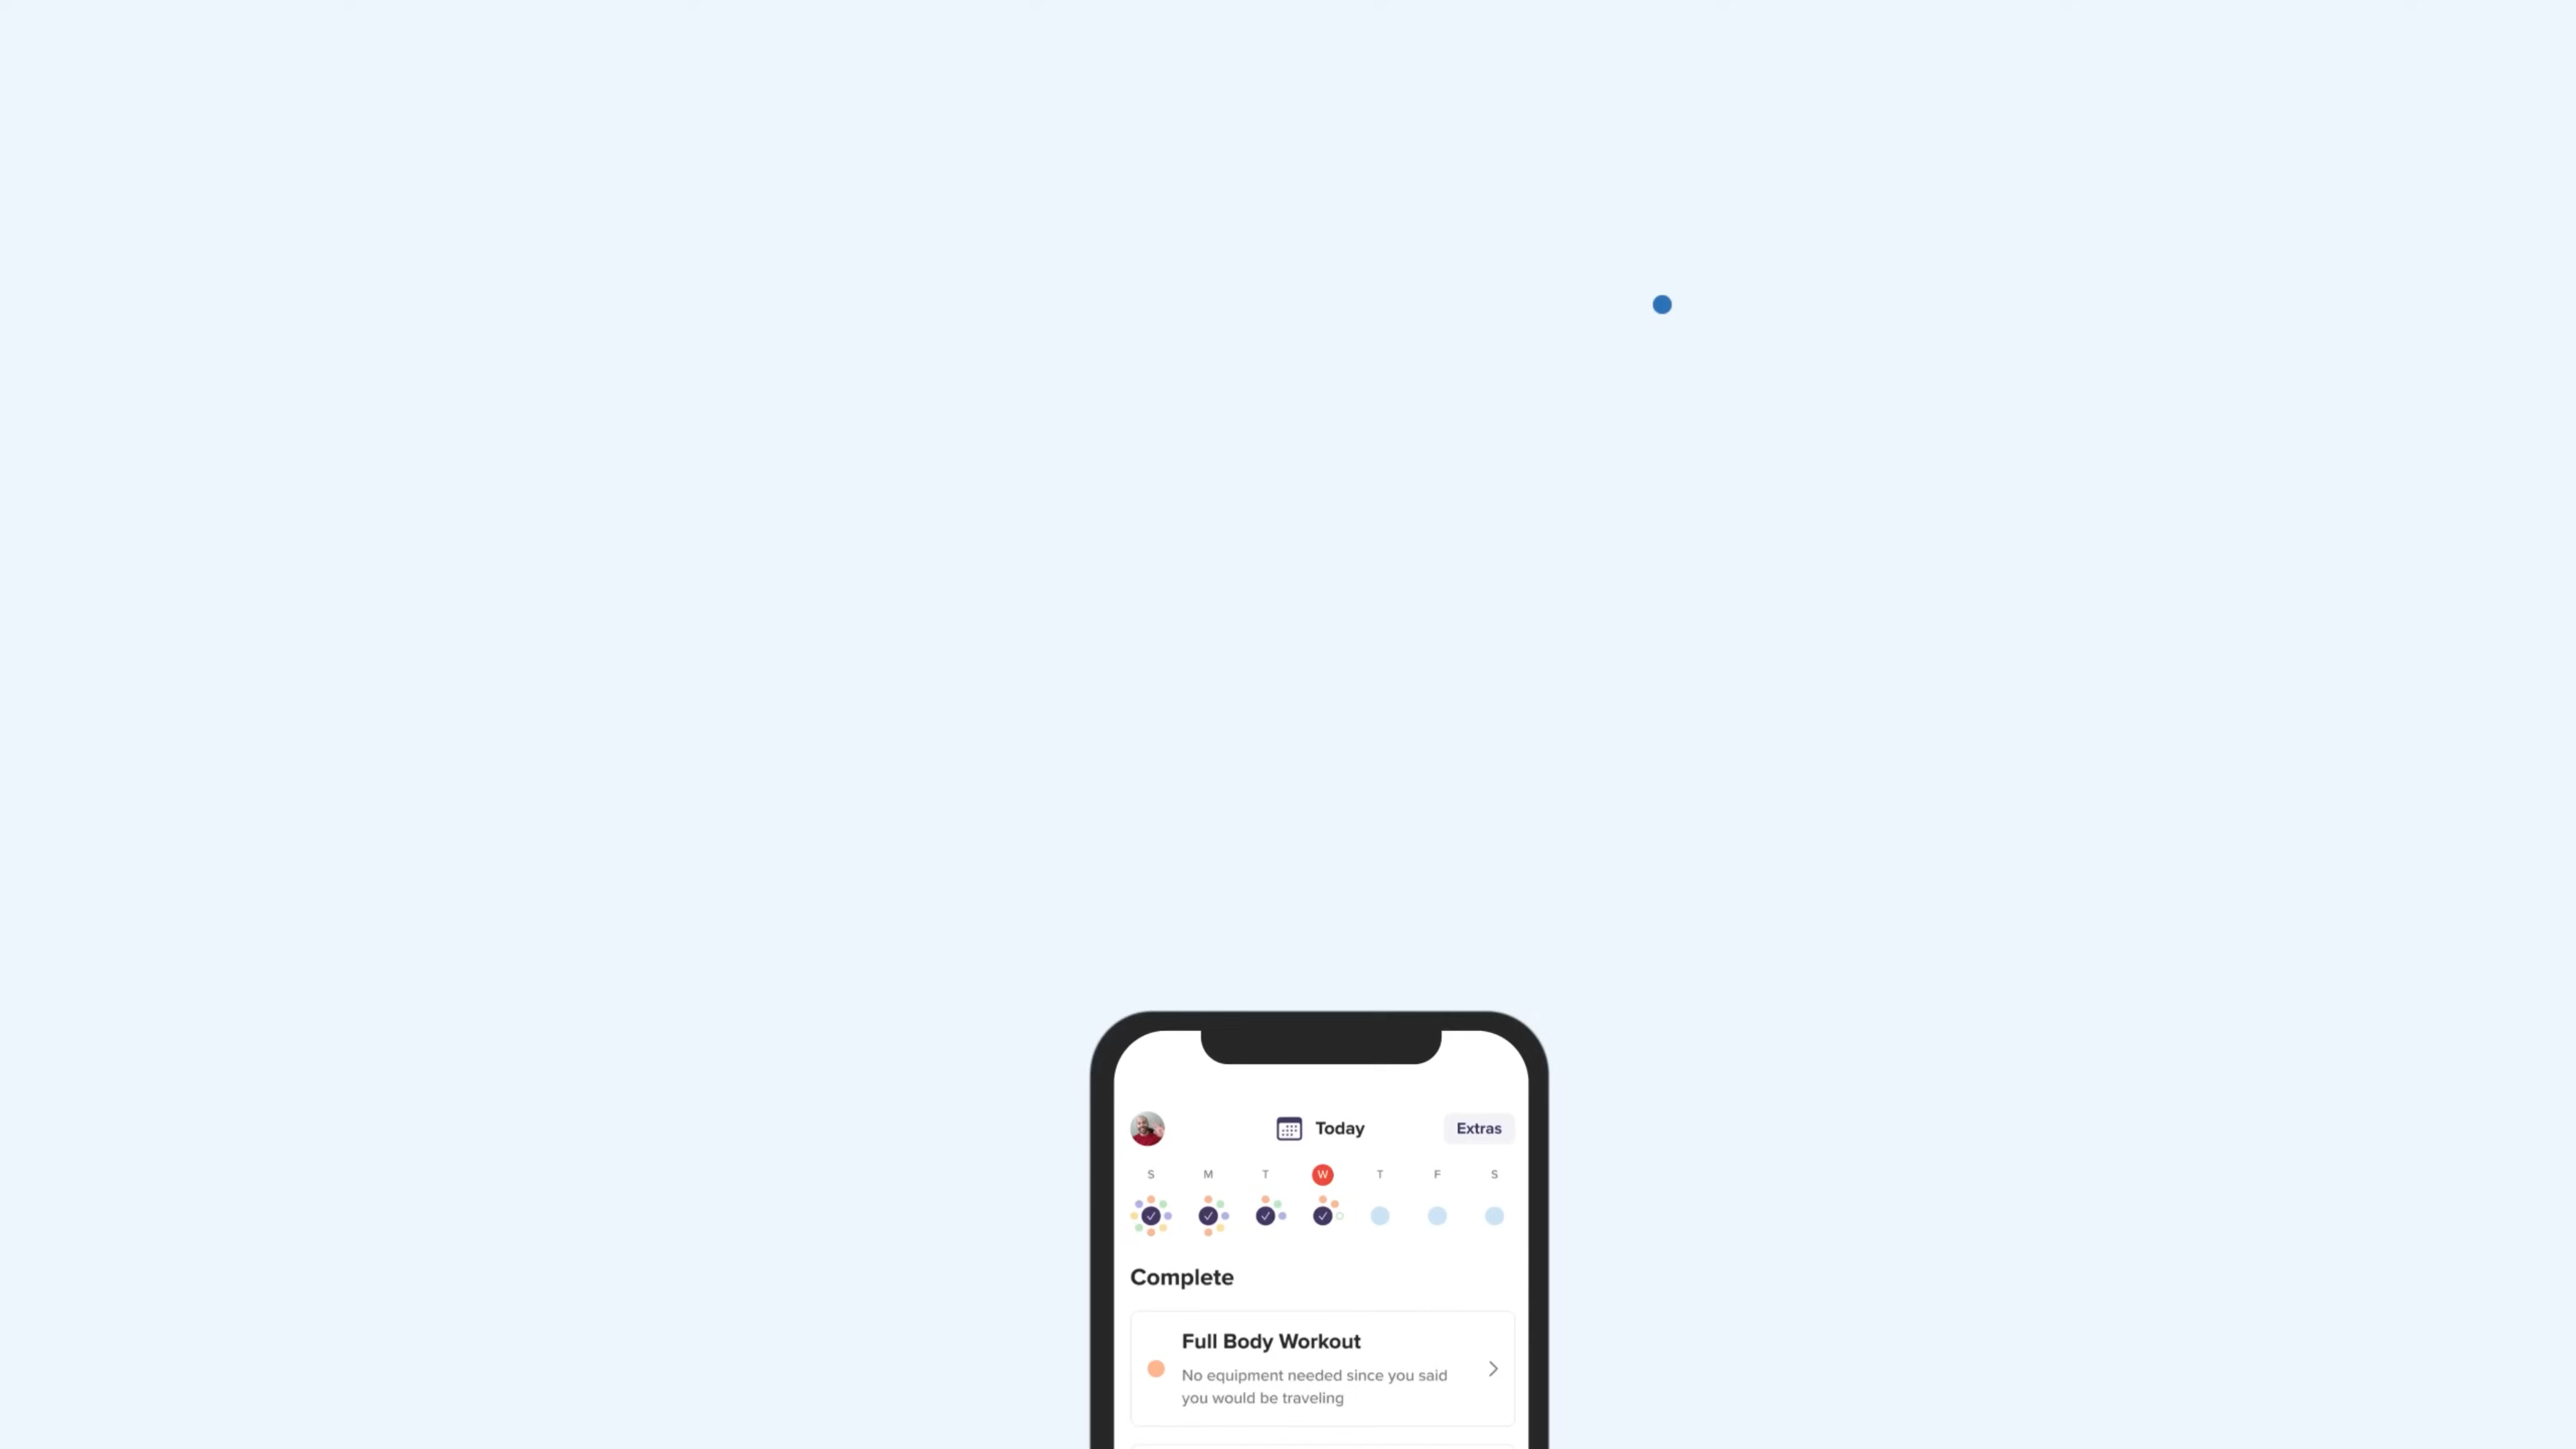 Today
Extras
S M T W T F S
Complete
Full Body Workout
No equipment needed since you said
you would be traveling